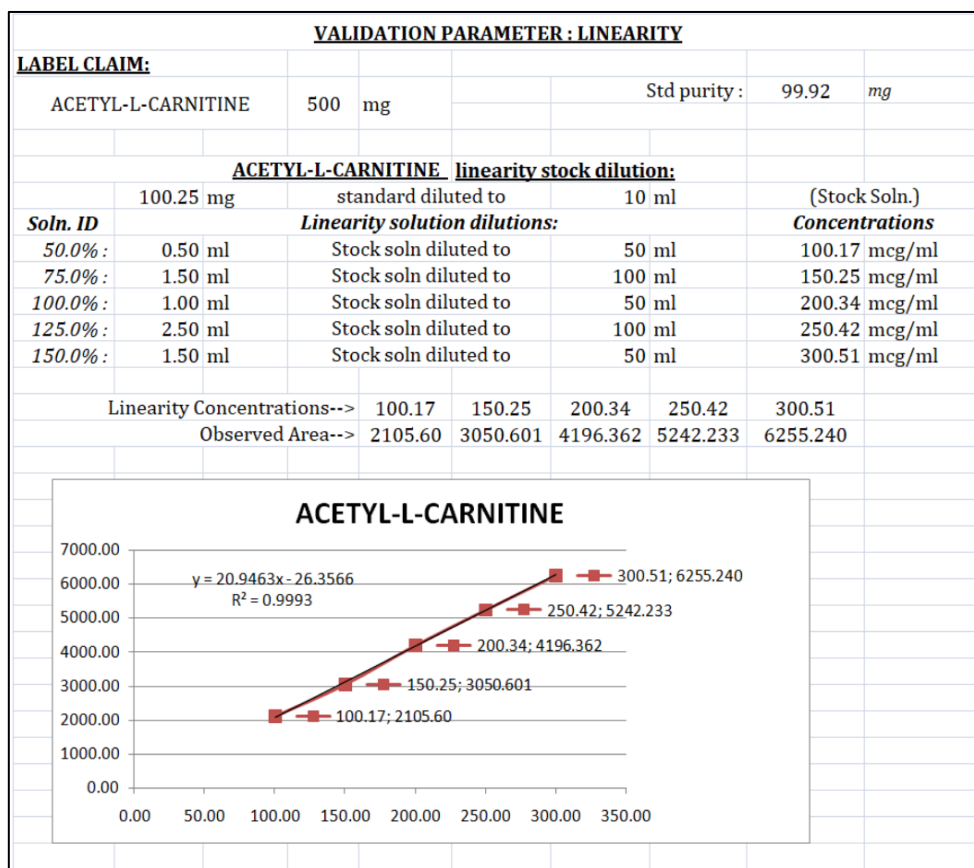 VALIDATION PARAMETER : LINEARITY
LABEL CLAIM:
ACETYL-L-CARNITINE 500 mg Std purity : 99.92 mg
ACETYL-L-CARNITINE linearity stock dilution:
100.25 mg standard diluted to 10 ml (Stock Soln.)
Soln. ID Linearity solution dilutions: Concentrations
50.0% : 0.50 ml Stock soln diluted to 50 ml 100.17 mcg/ml
75.0% : 1.50 ml Stock soln diluted to 100 ml 150.25 mcg/ml
100.0% : 1.00 ml Stock soln diluted to 50 ml 200.34 mcg/ml
125.0% : 2.50 ml Stock soln diluted to 100 ml 250.42 mcg/ml
150.0% : 1.50 ml Stock soln diluted to 50 ml 300.51 mcg/ml
Linearity Concentrations--> 100.17 150.25 200.34 250.42 300.51
Observed Area--> 2105.60 3050.601 4196.362 5242.233 6255.240
ACETYL-L-CARNITINE
7000.00
y = 20.9463x - 26.3566
R² = 0.9993
6000.00 300.51; 6255.240
5000.00 250.42; 5242.233
4000.00 200.34; 4196.362
3000.00 150.25; 3050.601
2000.00 100.17; 2105.60
1000.00
0.00
0.00 50.00 100.00 150.00 200.00 250.00 300.00 350.00